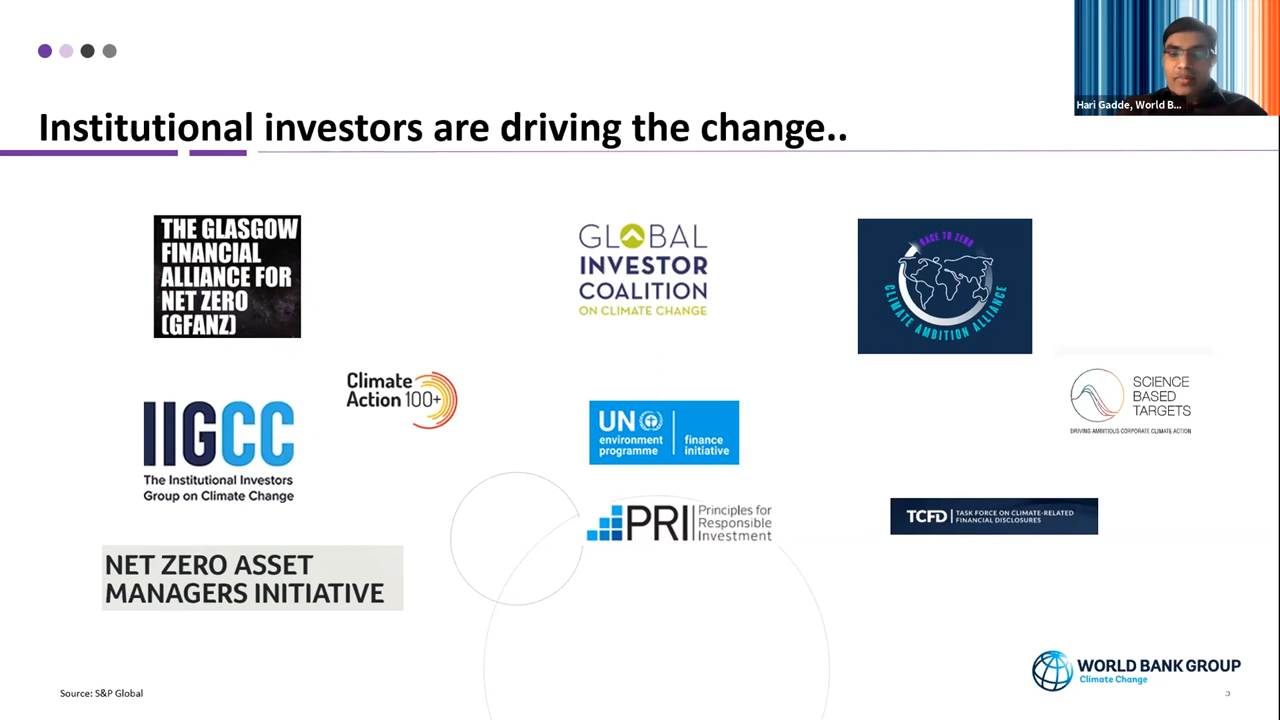 Hari Gadde, World B...
Institutional investors are driving the change..
THE GLASGOW
FINANCIAL
ALLIANCE FOR
NET ZERO
(GFANZ)
GLOBAL
INVESTOR
COALITION
ON CLIMATE CHANGE
RACE TO ZERO
CLIMATE AMBITION ALLIANCE
Climate
Action 100+
SCIENCE
BASED
TARGETS
DRIVING AMBITIOUS CORPORATE CLIMATE ACTION
IIGCC
The Institutional Investors
Group on Climate Change
UN
environment
programme
finance
initiative
PRI
Principles for
Responsible
Investment
TCFD
TASK FORCE ON CLIMATE-RELATED
FINANCIAL DISCLOSURES
NET ZERO ASSET
MANAGERS INITIATIVE
WORLD BANK GROUP
Climate Change
Source: S&P Global